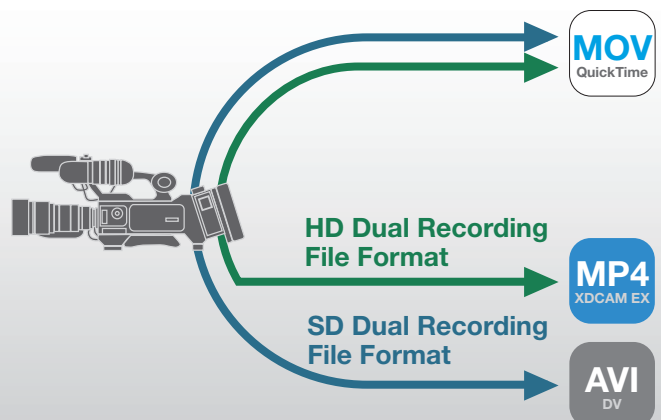 MOV
QuickTime
HD Dual Recording
File Format
MP4
XDCAM EX
SD Dual Recording
File Format
AVI
DV